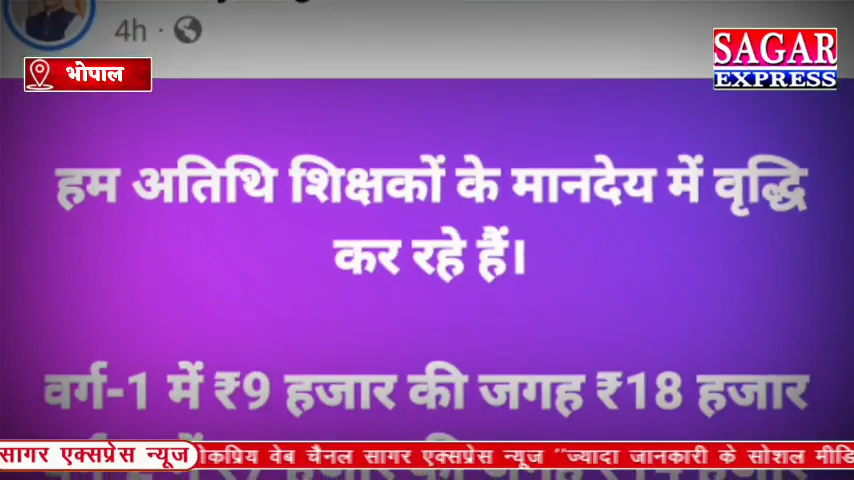 4h
भोपाल
SAGAR
EXPRESS
हम अतिथि शिक्षकों के मानदेय में वृद्धि
कर रहे हैं।
वर्ग-1 में ₹9 हजार की जगह ₹18 हजार
सागर एक्सप्रेस न्यूज
कप्रिय वेब चैनल सागर एक्सप्रेस न्यूज ''ज्यादा जानकारी के सोशल मीडि